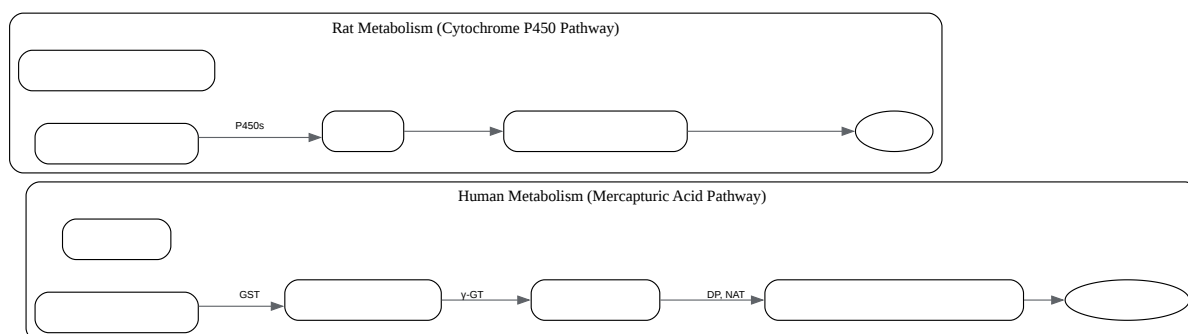 Rat Metabolism (Cytochrome P450 Pathway)
P450s
Human Metabolism (Mercapturic Acid Pathway)
GST
γ-GT
DP, NAT